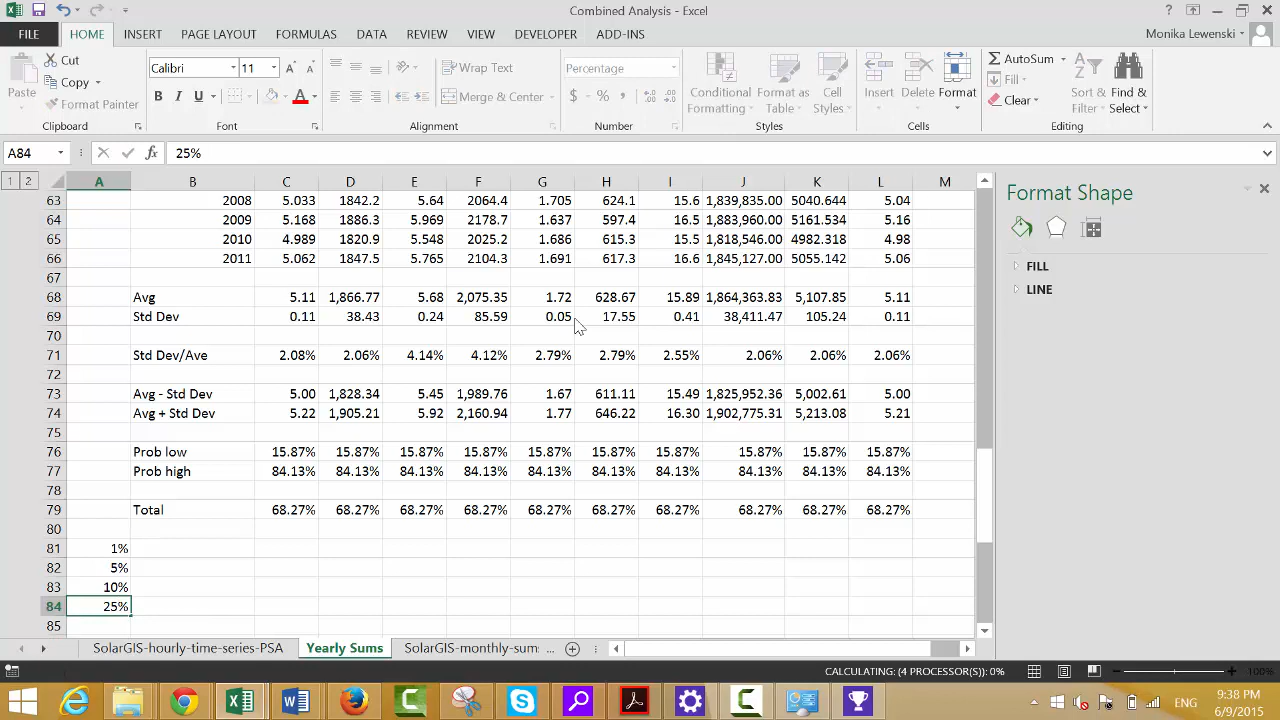 Combined Analysis - Excel
FILE HOME INSERT PAGE LAYOUT FORMULAS DATA REVIEW VIEW DEVELOPER ADD-INS Monika Lewenski
Paste Cut Copy Format Painter Clipboard
Calibri 11 B I U A Font
Wrap Text Merge & Center Alignment
Percentage $ % Number
Conditional Formatting Format as Table Cell Styles Styles
Insert Delete Format Cells
AutoSum Fill Clear Sort & Filter Find & Select Editing
A84 fx 25%
1 2 A B C D E F G H I J K L M
63 2008 5.033 1842.2 5.64 2064.4 1.705 624.1 15.6 1,839,835.00 5040.644 5.04
64 2009 5.168 1886.3 5.969 2178.7 1.637 597.4 16.5 1,883,960.00 5161.534 5.16
65 2010 4.989 1820.9 5.548 2025.2 1.686 615.3 15.5 1,818,546.00 4982.318 4.98
66 2011 5.062 1847.5 5.765 2104.3 1.691 617.3 16.6 1,845,127.00 5055.142 5.06
67
68 Avg 5.11 1,866.77 5.68 2,075.35 1.72 628.67 15.89 1,864,363.83 5,107.85 5.11
69 Std Dev 0.11 38.43 0.24 85.59 0.05 17.55 0.41 38,411.47 105.24 0.11
70
71 Std Dev/Ave 2.08% 2.06% 4.14% 4.12% 2.79% 2.79% 2.55% 2.06% 2.06% 2.06%
72
73 Avg - Std Dev 5.00 1,828.34 5.45 1,989.76 1.67 611.11 15.49 1,825,952.36 5,002.61 5.00
74 Avg + Std Dev 5.22 1,905.21 5.92 2,160.94 1.77 646.22 16.30 1,902,775.31 5,213.08 5.21
75
76 Prob low 15.87% 15.87% 15.87% 15.87% 15.87% 15.87% 15.87% 15.87% 15.87% 15.87%
77 Prob high 84.13% 84.13% 84.13% 84.13% 84.13% 84.13% 84.13% 84.13% 84.13% 84.13%
78
79 Total 68.27% 68.27% 68.27% 68.27% 68.27% 68.27% 68.27% 68.27% 68.27% 68.27%
80
81 1%
82 5%
83 10%
84 25%
85
Format Shape
FILL
LINE
SolarGIS-hourly-time-series-PSA Yearly Sums SolarGIS-monthly-sum ...
CALCULATING: (4 PROCESSOR(S)): 0% 100%
ENG 9:38 PM
6/9/2015